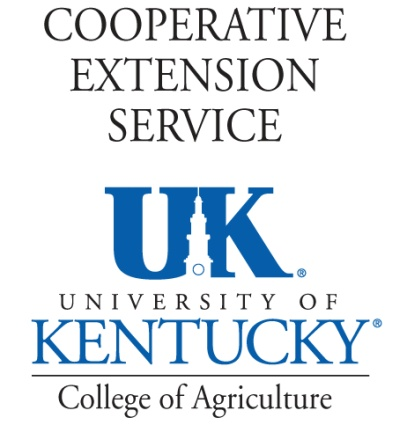 COOPERATIVE
EXTENSION
SERVICE
UK®
UNIVERSITY OF
KENTUCKY®
College of Agriculture